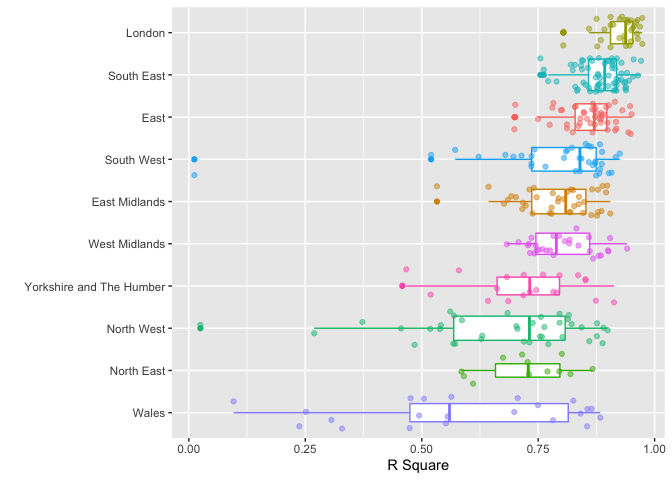 London
South East
East
South West
East Midlands
West Midlands
Yorkshire and The Humber
North West
North East
Wales
0.00 0.25 0.50 0.75 1.00
R Square